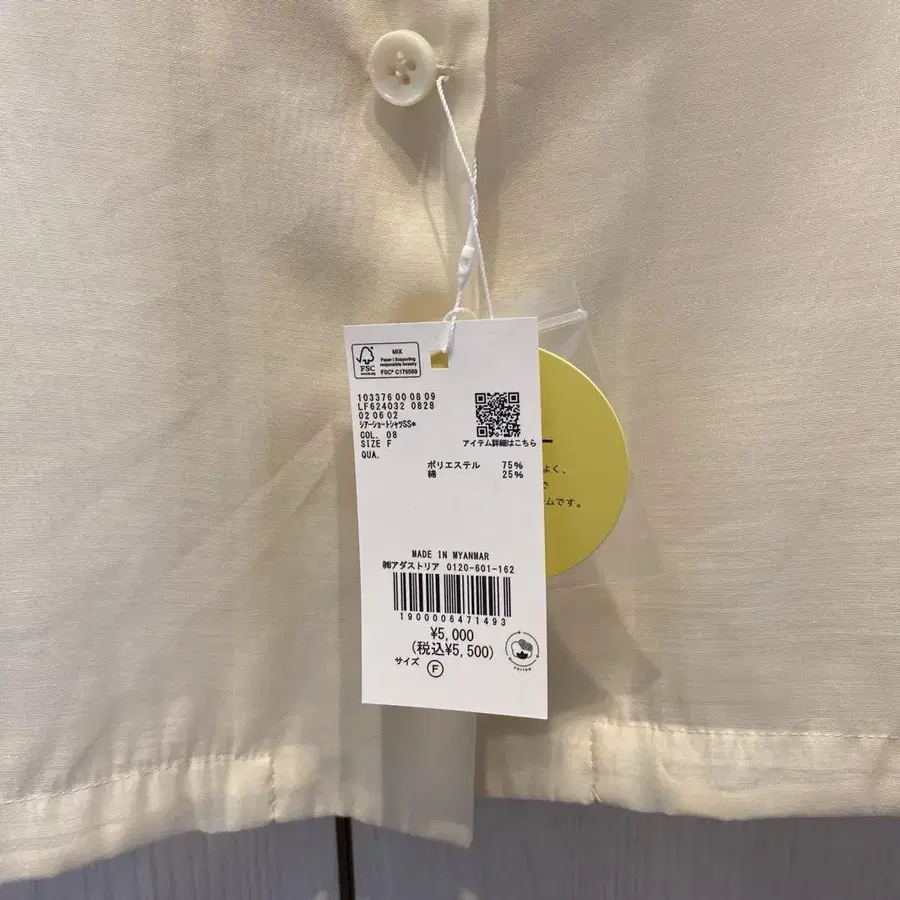 MIX
Paper | Supporting
responsible forestry
FSC
FSC® C179569
103376 00 08 09
LF624032 0828
02 06 02
シアーショートシャツSS*
COL. 08
SIZE F
QUA.
アイテム詳細はこちら
ポリエステル 75%
綿 25%
よく、
で
ムです。
MADE IN MYANMAR
㈱アダストリア 0120-601-162
1900006471493
¥5,000
(税込¥5,500)
サイズ F